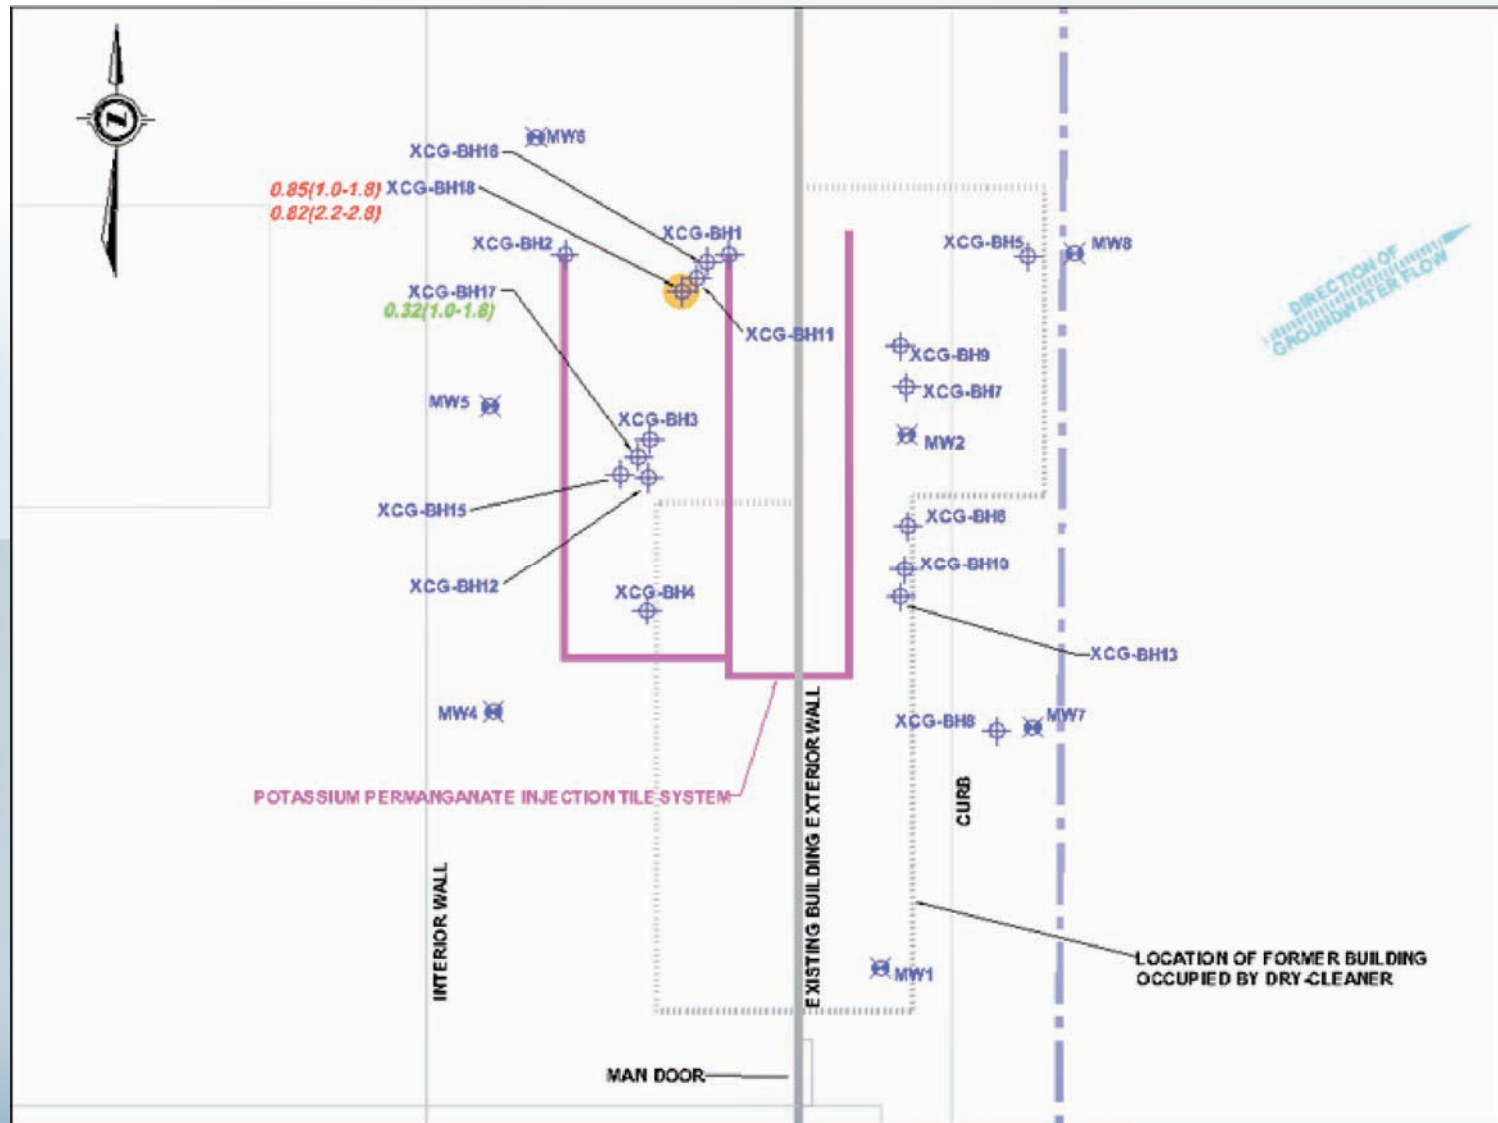 MW6
XCG-BH16
0.85(1.0-1.8) XCG-BH18
0.82(2.2-2.8)
XCG-BH2
XCG-BH1
XCG-BH5
MW8
DIRECTION OF
GROUNDWATER FLOW
XCG-BH17
0.32(1.0-1.8)
XCG-BH11
XCG-BH9
XCG-BH7
MW5
XCG-BH3
MW2
XCG-BH15
XCG-BH6
XCG-BH10
XCG-BH12
XCG-BH4
XCG-BH13
MW4
XCG-BH8
MW7
POTASSIUM PERMANGANATE INJECTION TILE SYSTEM
EXISTING BUILDING EXTERIOR WALL
CURB
INTERIOR WALL
LOCATION OF FORMER BUILDING
OCCUPIED BY DRY-CLEANER
MW1
MAN DOOR
Z